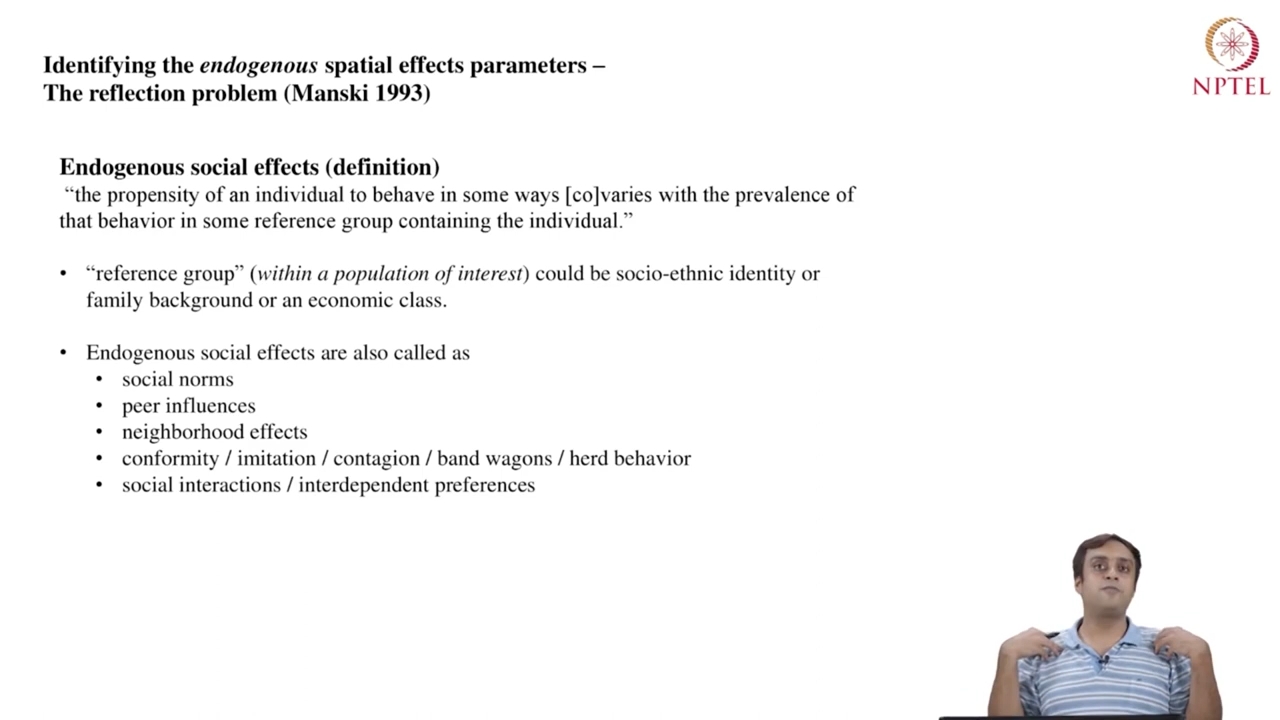 Identifying the endogenous spatial effects parameters –
The reflection problem (Manski 1993)
NPTEL
Endogenous social effects (definition)
“the propensity of an individual to behave in some ways [co]varies with the prevalence of
that behavior in some reference group containing the individual.”
• “reference group” (within a population of interest) could be socio-ethnic identity or
family background or an economic class.
• Endogenous social effects are also called as
• social norms
• peer influences
• neighborhood effects
• conformity / imitation / contagion / band wagons / herd behavior
• social interactions / interdependent preferences